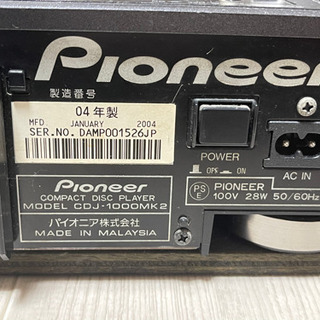 Pioneer
製造番号
04年製
MFD JANUARY 2004
SER.NO.DAMP001526JP
POWER
OFF ON
AC IN
Pioneer
COMPACT DISC PLAYER
MODEL CDJ-1000MK2
パイオニア株式会社
MADE IN MALAYSIA
PS
E
PIONEER
100V 28W 50/60Hz